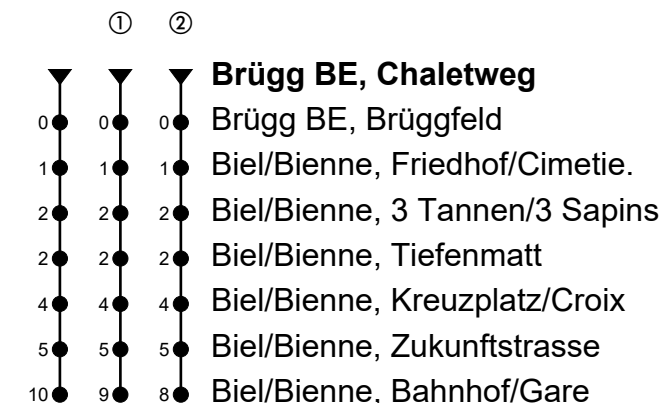 ① ②
Brügg BE, Chaletweg
0 0 0 Brügg BE, Brüggfeld
1 1 1 Biel/Bienne, Friedhof/Cimetie.
2 2 2 Biel/Bienne, 3 Tannen/3 Sapins
2 2 2 Biel/Bienne, Tiefenmatt
4 4 4 Biel/Bienne, Kreuzplatz/Croix
5 5 5 Biel/Bienne, Zukunftstrasse
10 9 8 Biel/Bienne, Bahnhof/Gare